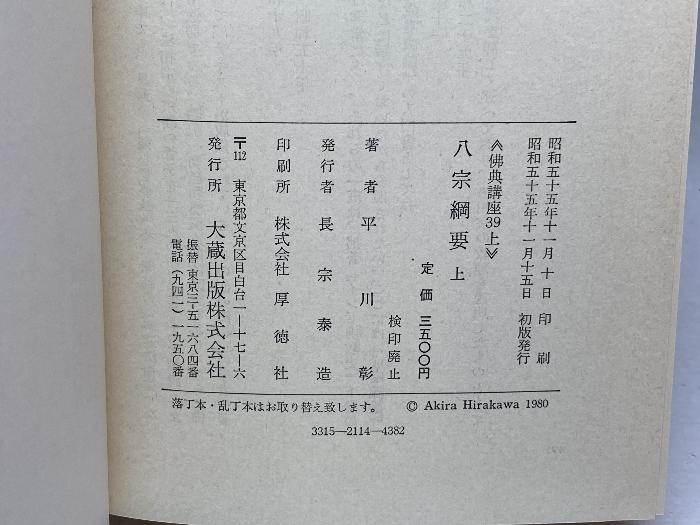 昭和五十五年十一月 十 日 印 刷
昭和五十五年十一月十五日 初版発行
《佛典講座39上》
八宗綱要 上
定 価 三五〇〇円
検印廃止
著 者 平川彰
発行者 長宗泰造
印刷所 株式会社 厚徳社
〒112 東京都文京区目白台一―十七―六
発行所 大蔵出版株式会社
振替 東京三―五一六八四番
電話(九四一)一九五〇番
落丁本・乱丁本はお取り替え致します。
© Akira Hirakawa 1980
3315—2114—4382